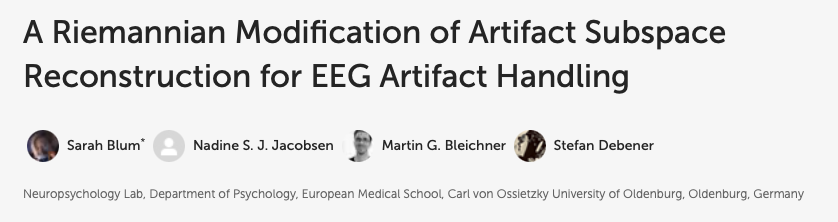 A Riemannian Modification of Artifact Subspace
Reconstruction for EEG Artifact Handling
Sarah Blum* Nadine S. J. Jacobsen Martin G. Bleichner Stefan Debener
Neuropsychology Lab, Department of Psychology, European Medical School, Carl von Ossietzky University of Oldenburg, Oldenburg, Germany